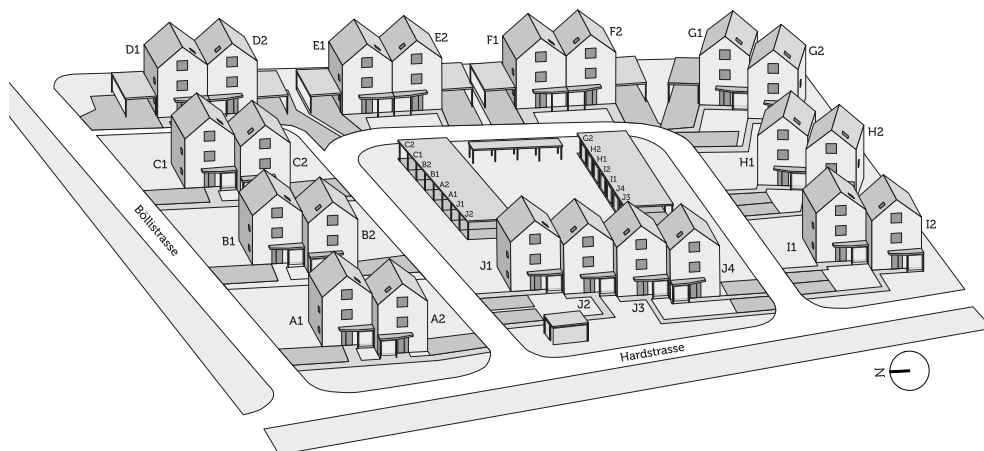 D1
D2
E1
E2
F1
F2
G1
G2
C1
C2
H1
H2
C2
C1
B2
B1
A2
A1
J1
J2
G2
H2
H1
I2
I1
J4
J3
B1
B2
I1
I2
J1
J2
J3
J4
A1
A2
Böllistrasse
Hardstrasse
N